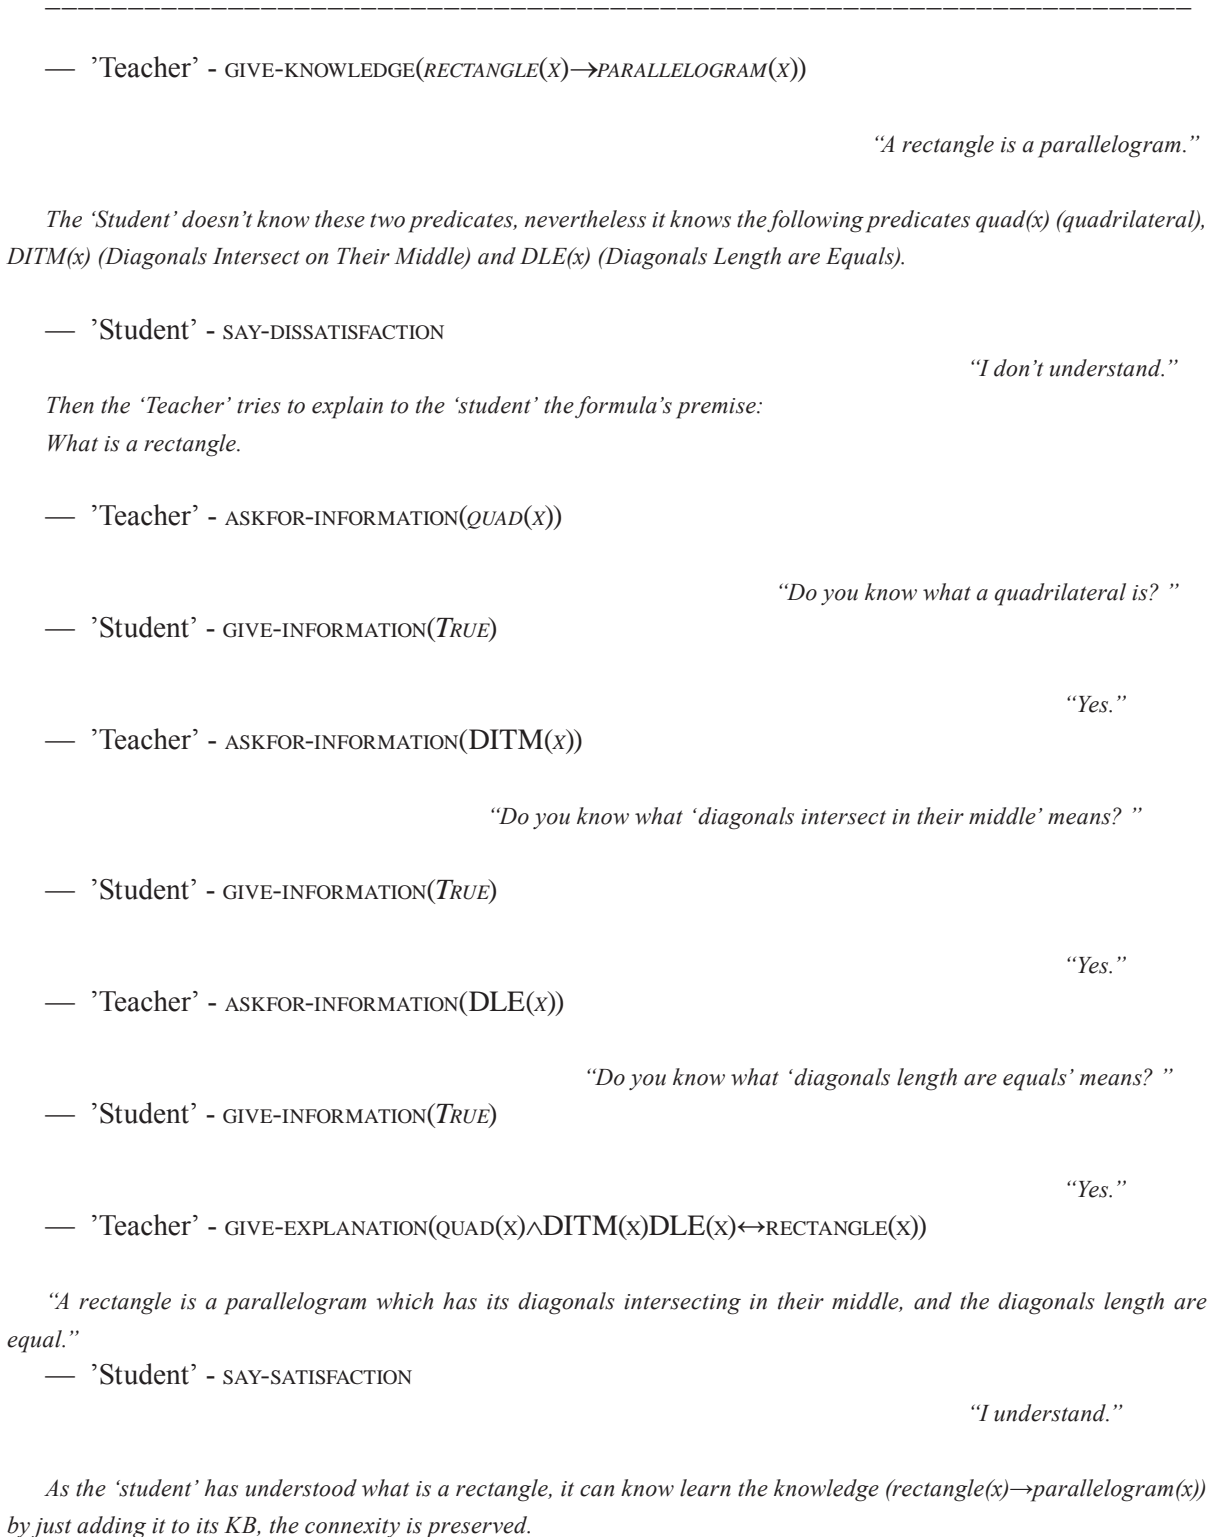 — ’Teacher’ - GIVE-KNOWLEDGE(RECTANGLE(X)→PARALLELOGRAM(X))
“A rectangle is a parallelogram.”
The ‘Student’ doesn’t know these two predicates, nevertheless it knows the following predicates quad(x) (quadrilateral),
DITM(x) (Diagonals Intersect on Their Middle) and DLE(x) (Diagonals Length are Equals).
— ’Student’ - SAY-DISSATISFACTION
“I don’t understand.”
Then the ‘Teacher’ tries to explain to the ‘student’ the formula’s premise:
What is a rectangle.
— ’Teacher’ - ASKFOR-INFORMATION(QUAD(X))
“Do you know what a quadrilateral is? ”
— ’Student’ - GIVE-INFORMATION(TRUE)
“Yes.”
— ’Teacher’ - ASKFOR-INFORMATION(DITM(X))
“Do you know what ‘diagonals intersect in their middle’ means? ”
— ’Student’ - GIVE-INFORMATION(TRUE)
“Yes.”
— ’Teacher’ - ASKFOR-INFORMATION(DLE(X))
“Do you know what ‘diagonals length are equals’ means? ”
— ’Student’ - GIVE-INFORMATION(TRUE)
“Yes.”
— ’Teacher’ - GIVE-EXPLANATION(QUAD(X)∧DITM(X)DLE(X)↔RECTANGLE(X))
“A rectangle is a parallelogram which has its diagonals intersecting in their middle, and the diagonals length are
equal.”
— ’Student’ - SAY-SATISFACTION
“I understand.”
As the ‘student’ has understood what is a rectangle, it can know learn the knowledge (rectangle(x)→parallelogram(x))
by just adding it to its KB, the connexity is preserved.